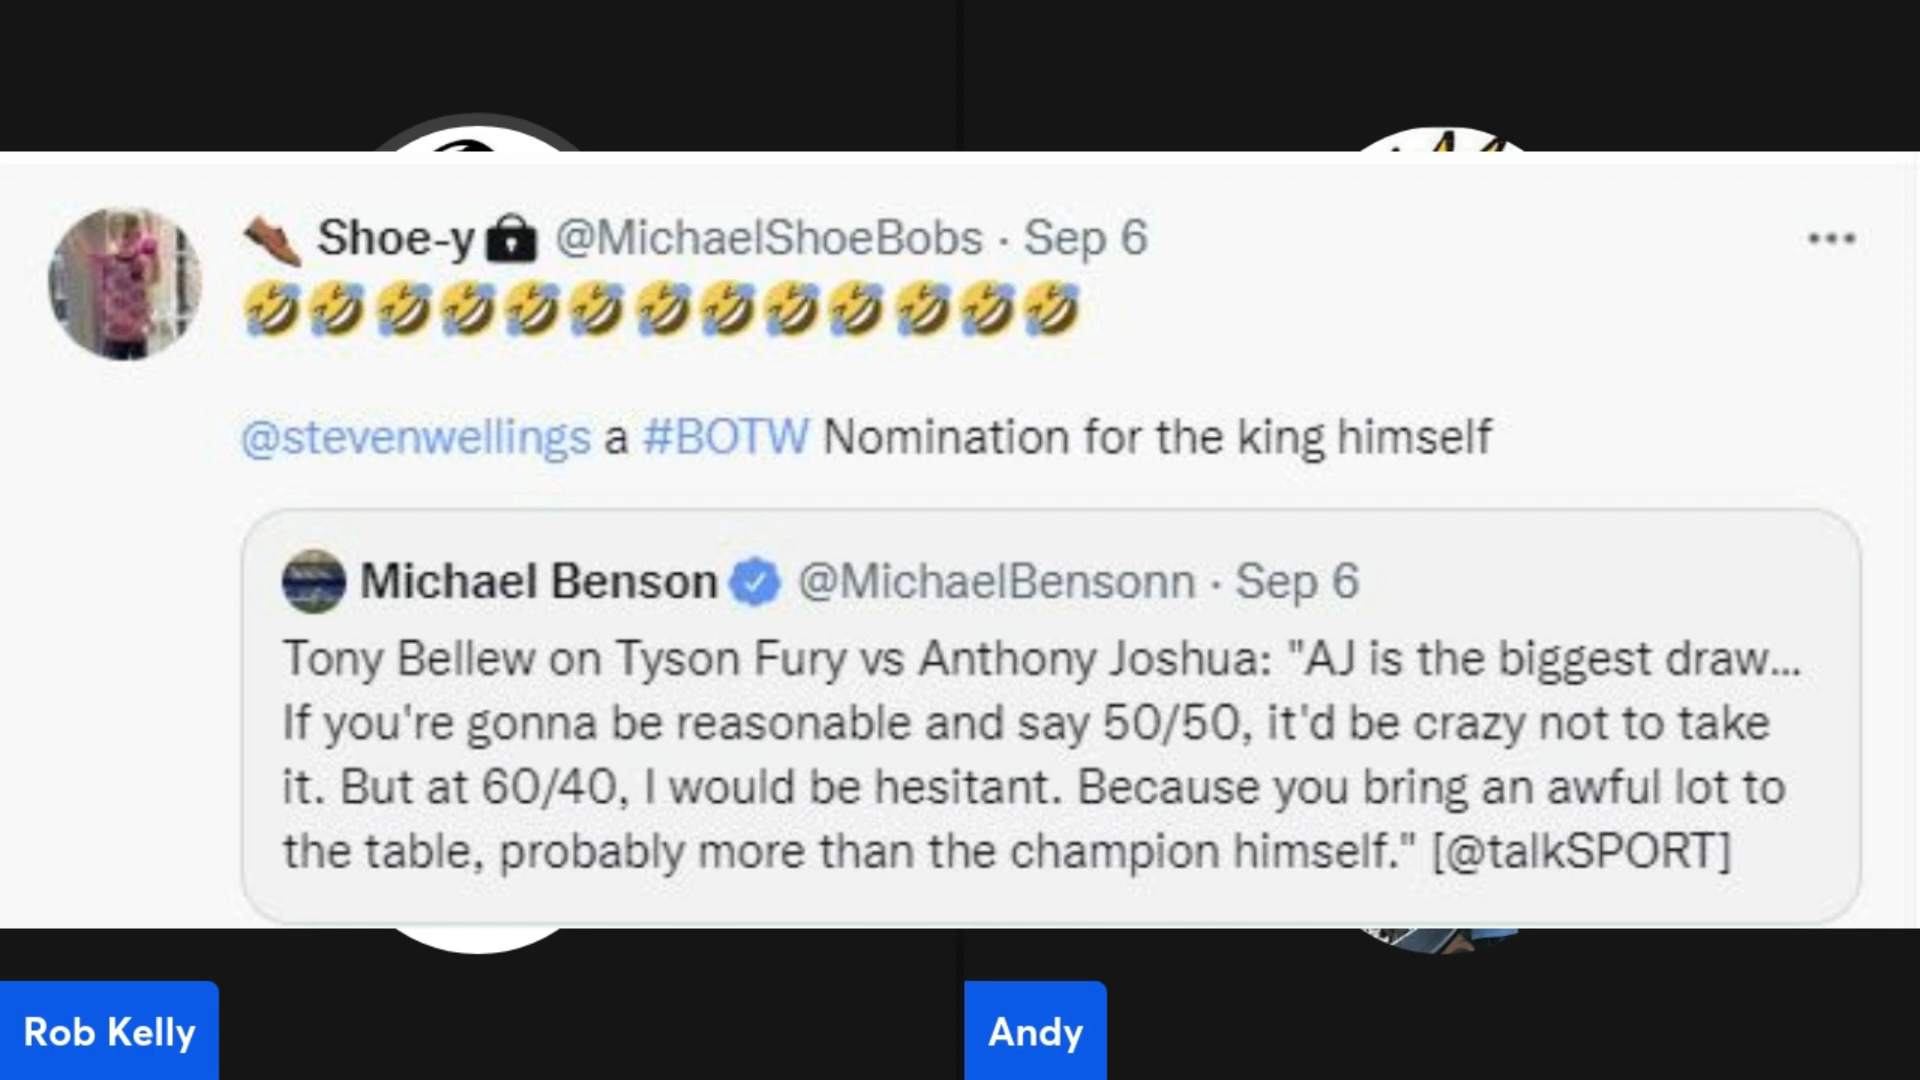 👞 Shoe-y🔒 @MichaelShoeBobs · Sep 6
🤣🤣🤣🤣🤣🤣🤣🤣🤣🤣🤣🤣🤣
@stevenwellings a #BOTW Nomination for the king himself
Michael Benson @MichaelBensonn · Sep 6
Tony Bellew on Tyson Fury vs Anthony Joshua: "AJ is the biggest draw...
If you're gonna be reasonable and say 50/50, it'd be crazy not to take
it. But at 60/40, I would be hesitant. Because you bring an awful lot to
the table, probably more than the champion himself." [@talkSPORT]
Rob Kelly
Andy